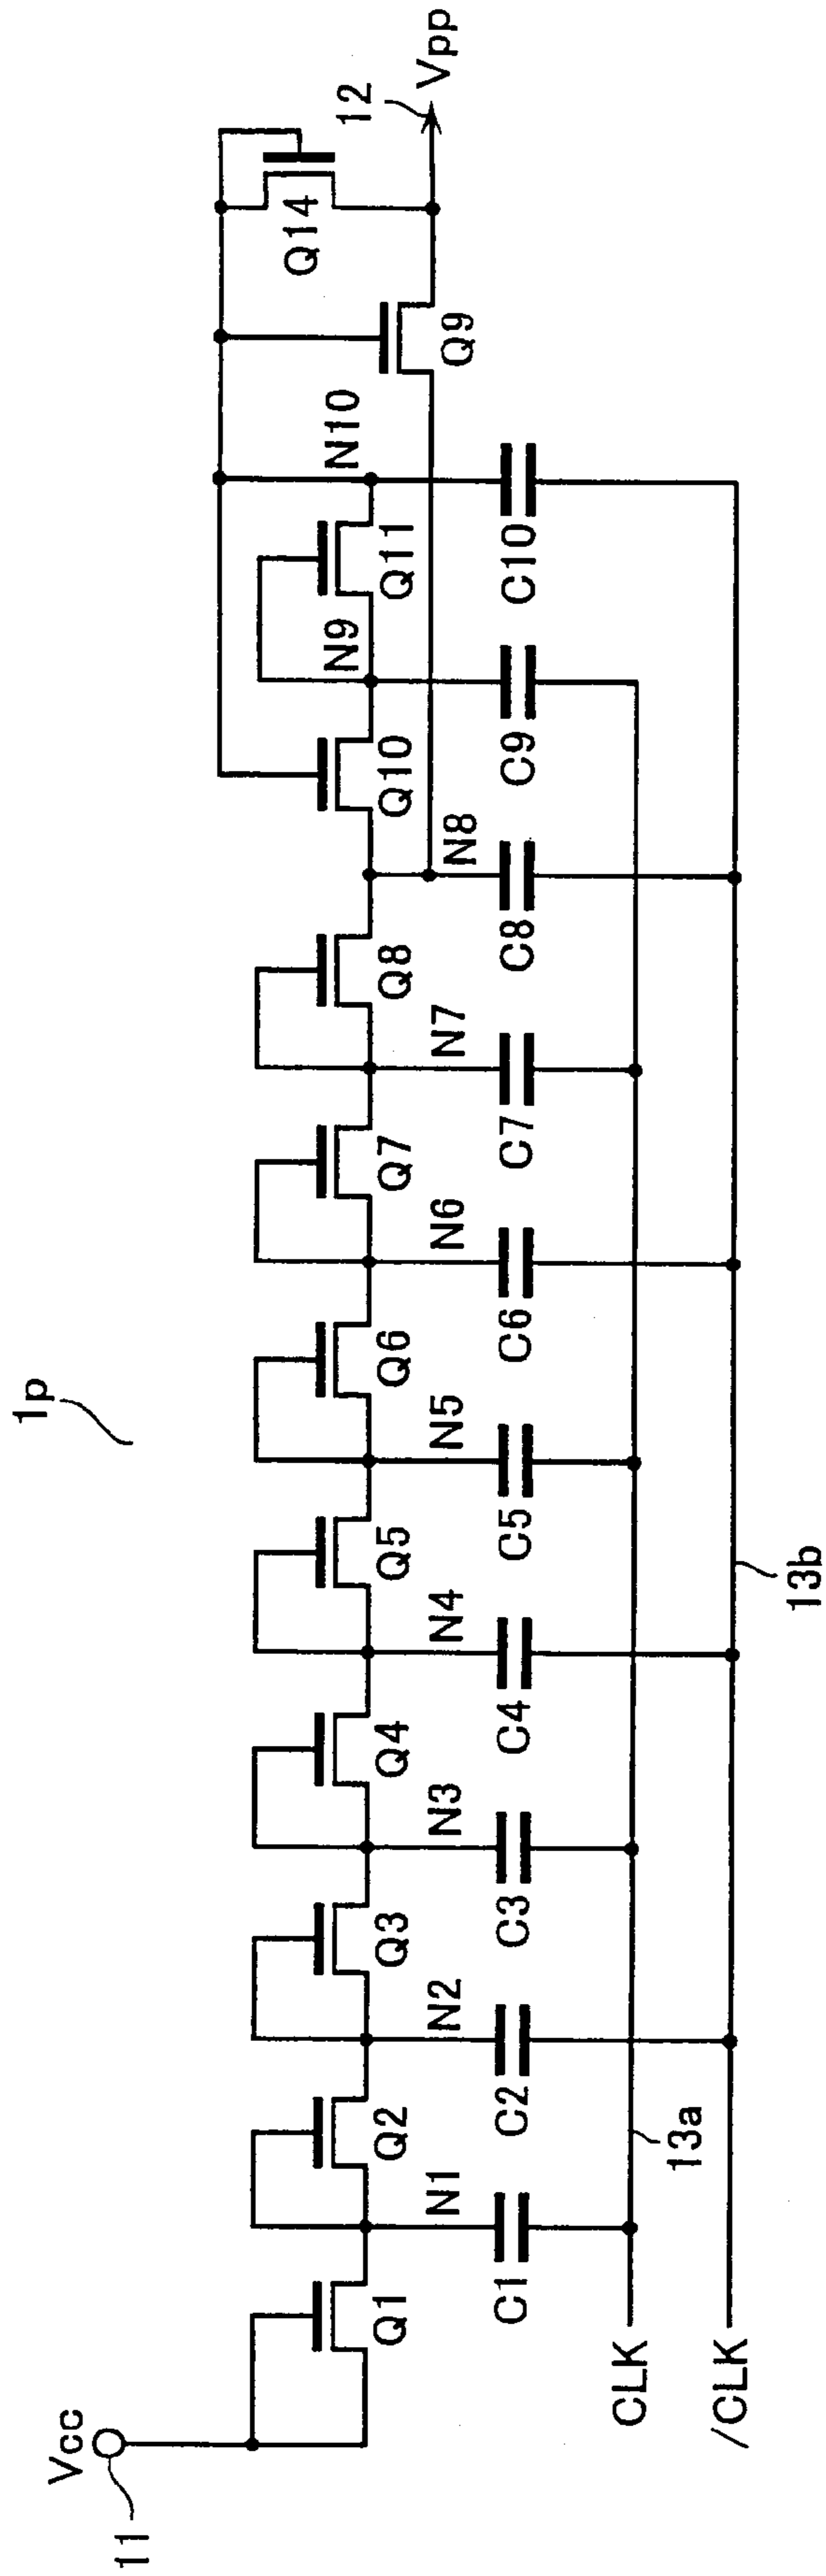 1p
Vcc
11
Q1
Q2
Q3
Q4
Q5
Q6
Q7
Q8
Q10
Q11
Q9
Q14
12
Vpp
N1
N2
N3
N4
N5
N6
N7
N8
N9
N10
C1
C2
C3
C4
C5
C6
C7
C8
C9
C10
CLK
13a
/CLK
13b